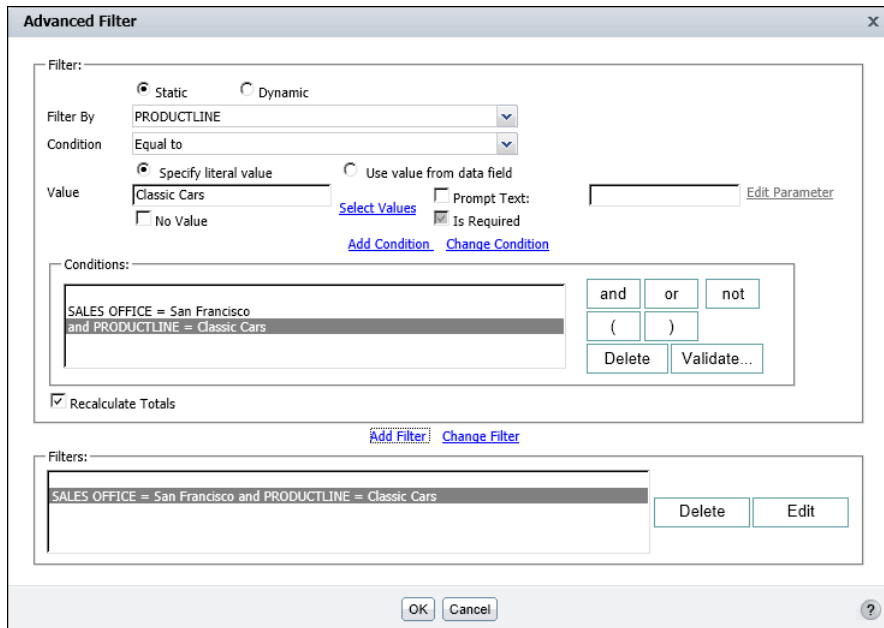 Advanced Filter x
Filter:
Static Dynamic
Filter By PRODUCTLINE
Condition Equal to
Specify literal value Use value from data field
Value Classic Cars Select Values Prompt Text: Edit Parameter
No Value Is Required
Add Condition Change Condition
Conditions:
SALES OFFICE = San Francisco
and PRODUCTLINE = Classic Cars
and or not
( )
Delete Validate...
Recalculate Totals
Add Filter Change Filter
Filters:
SALES OFFICE = San Francisco and PRODUCTLINE = Classic Cars
Delete Edit
OK Cancel ?